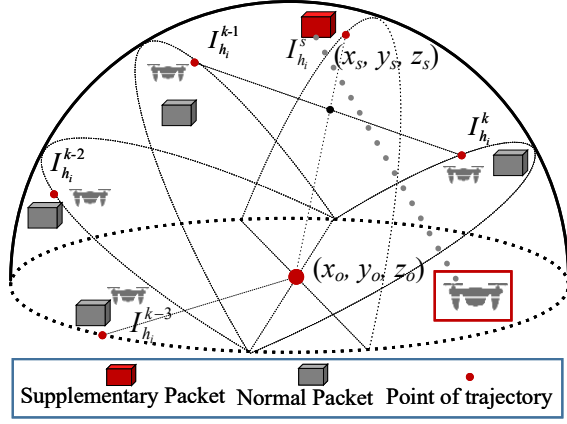 I_{h_i}^{k-1}
I_{h_i}^{s}
(x_s, y_s, z_s)
I_{h_i}^{k}
I_{h_i}^{k-2}
(x_o, y_o, z_o)
I_{h_i}^{k-3}
Supplementary Packet Normal Packet Point of trajectory